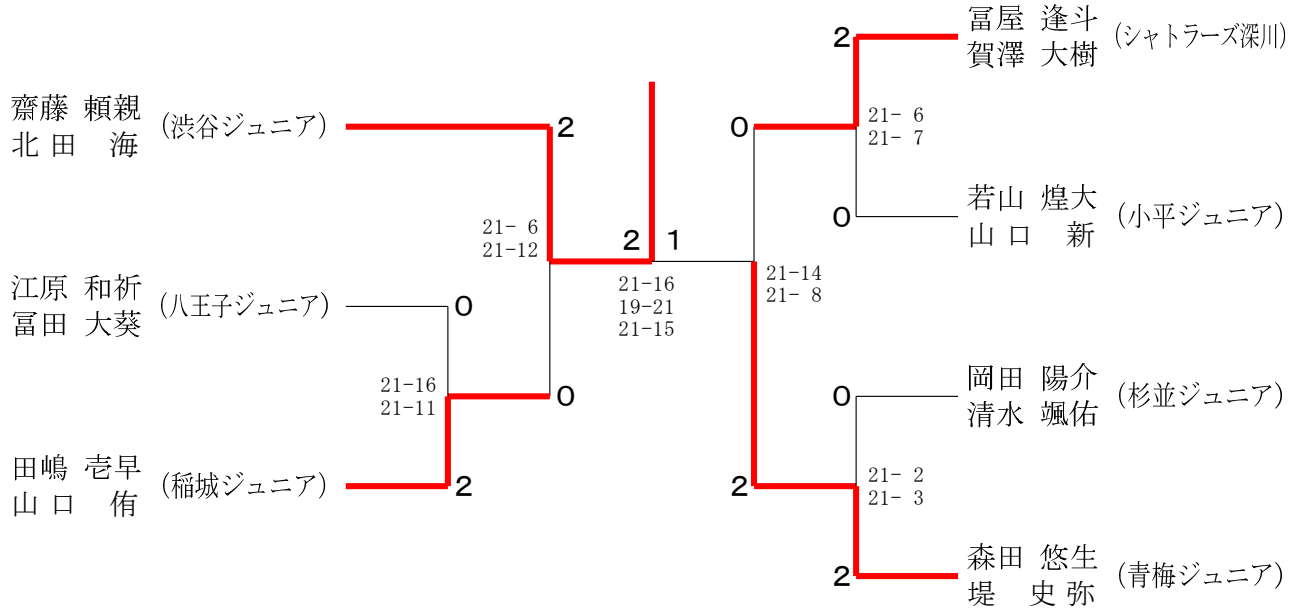 齋藤 頼親
北田 海
(渋谷ジュニア)
2
21- 6
21-12
江原 和祈
冨田 大葵
(八王子ジュニア)
0
21-16
21-11
0
田嶋 壱早
山口 侑
(稲城ジュニア)
2
2 1
21-16
19-21
21-15
冨屋 逢斗
賀澤 大樹
(シャトラーズ深川)
2
0
21- 6
21- 7
若山 煌大
山口 新
(小平ジュニア)
0
21-14
21- 8
岡田 陽介
清水 颯佑
(杉並ジュニア)
0
2
21- 2
21- 3
森田 悠生
堤 史弥
(青梅ジュニア)
2